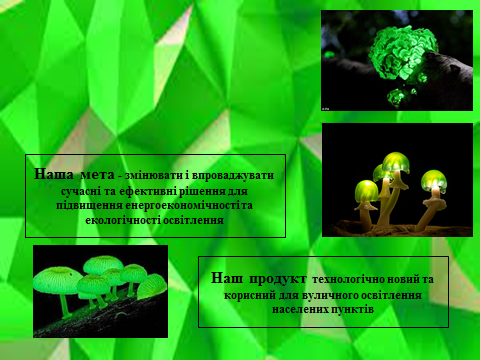 Наша мета - змінювати і впроваджувати
сучасні та ефективні рішення для
підвищення енергоекономічності та
екологічності освітлення
Наш продукт технологічно новий та
корисний для вуличного освітлення
населених пунктів